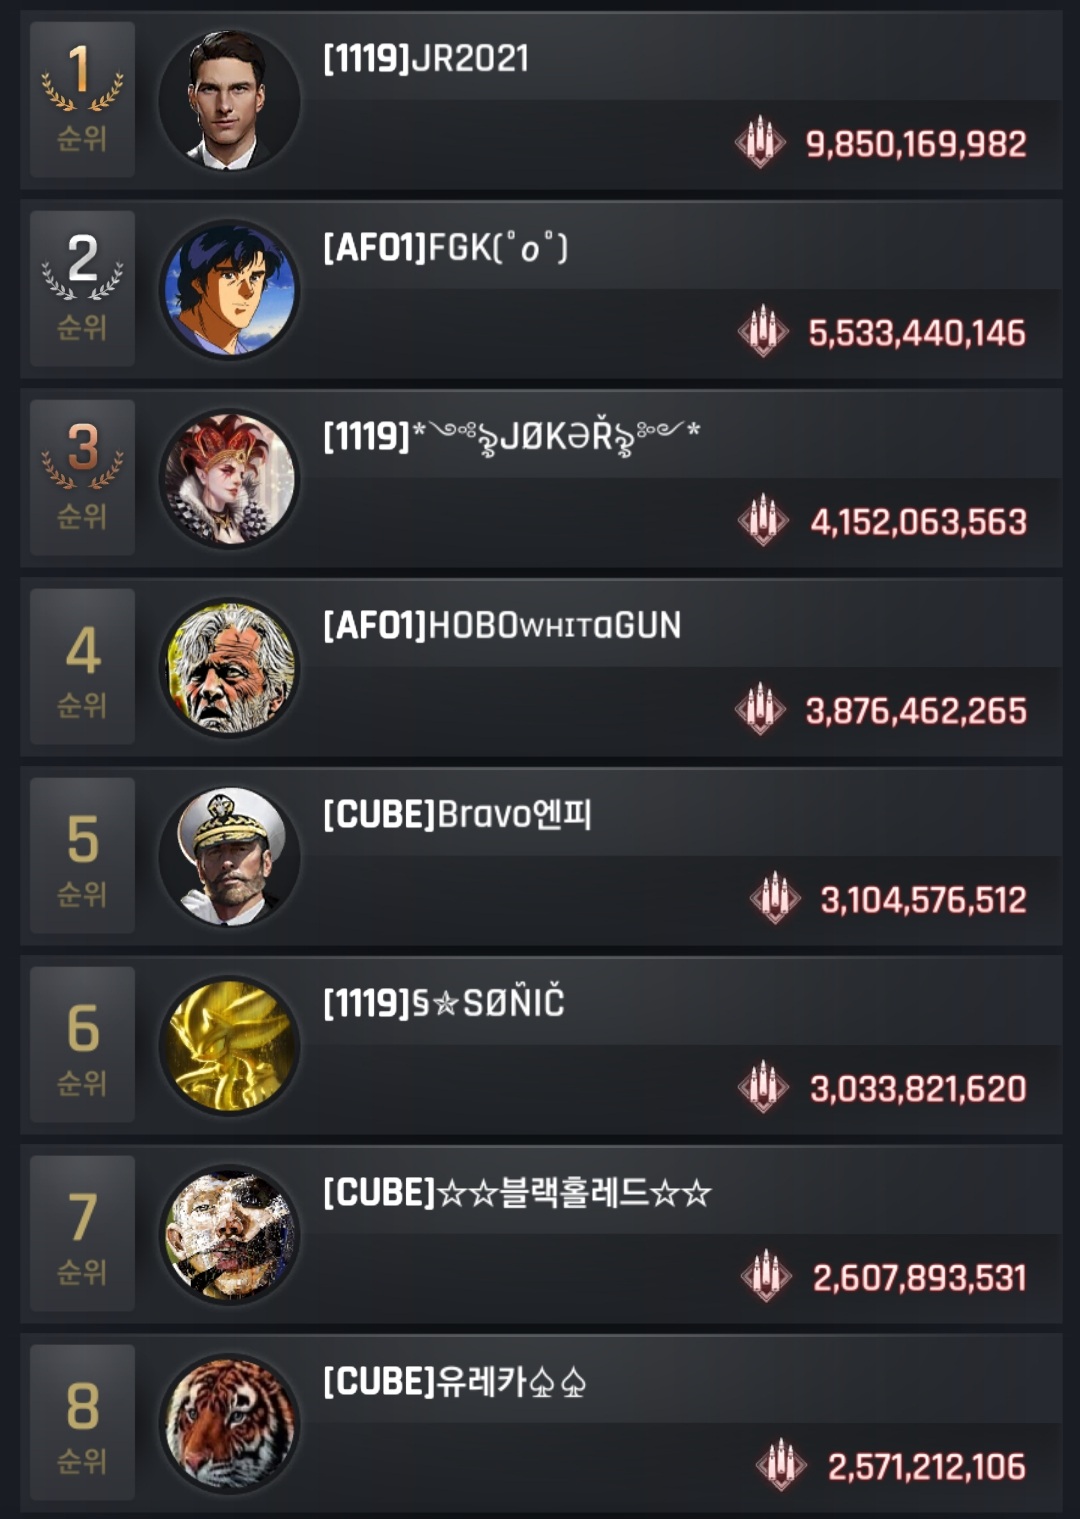 1
순위
[1119]JR2021
9,850,169,982
2
순위
[AFO1]FGK(˚ℴ˚)
5,533,440,146
3
순위
[1119]*༄ঔৣJØKƏŘঔৣ༄*
4,152,063,563
4
순위
[AFO1]HOBOᴡʜɪᴛɑGUN
3,876,462,265
5
순위
[CUBE]Bravo엔피
3,104,576,512
6
순위
[1119]§✯SØÑIČ
3,033,821,620
7
순위
[CUBE]☆☆블랙홀레드☆☆
2,607,893,531
8
순위
[CUBE]유레카♤♤
2,571,212,106